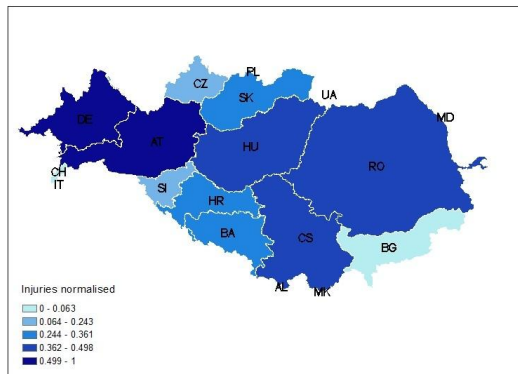 PL
CZ
SK
UA
DE
MD
AT
HU
RO
CH
IT
SI
HR
BA
CS
BG
AL
MK
Injuries normalised
0 - 0.063
0.064 - 0.243
0.244 - 0.361
0.362 - 0.498
0.499 - 1